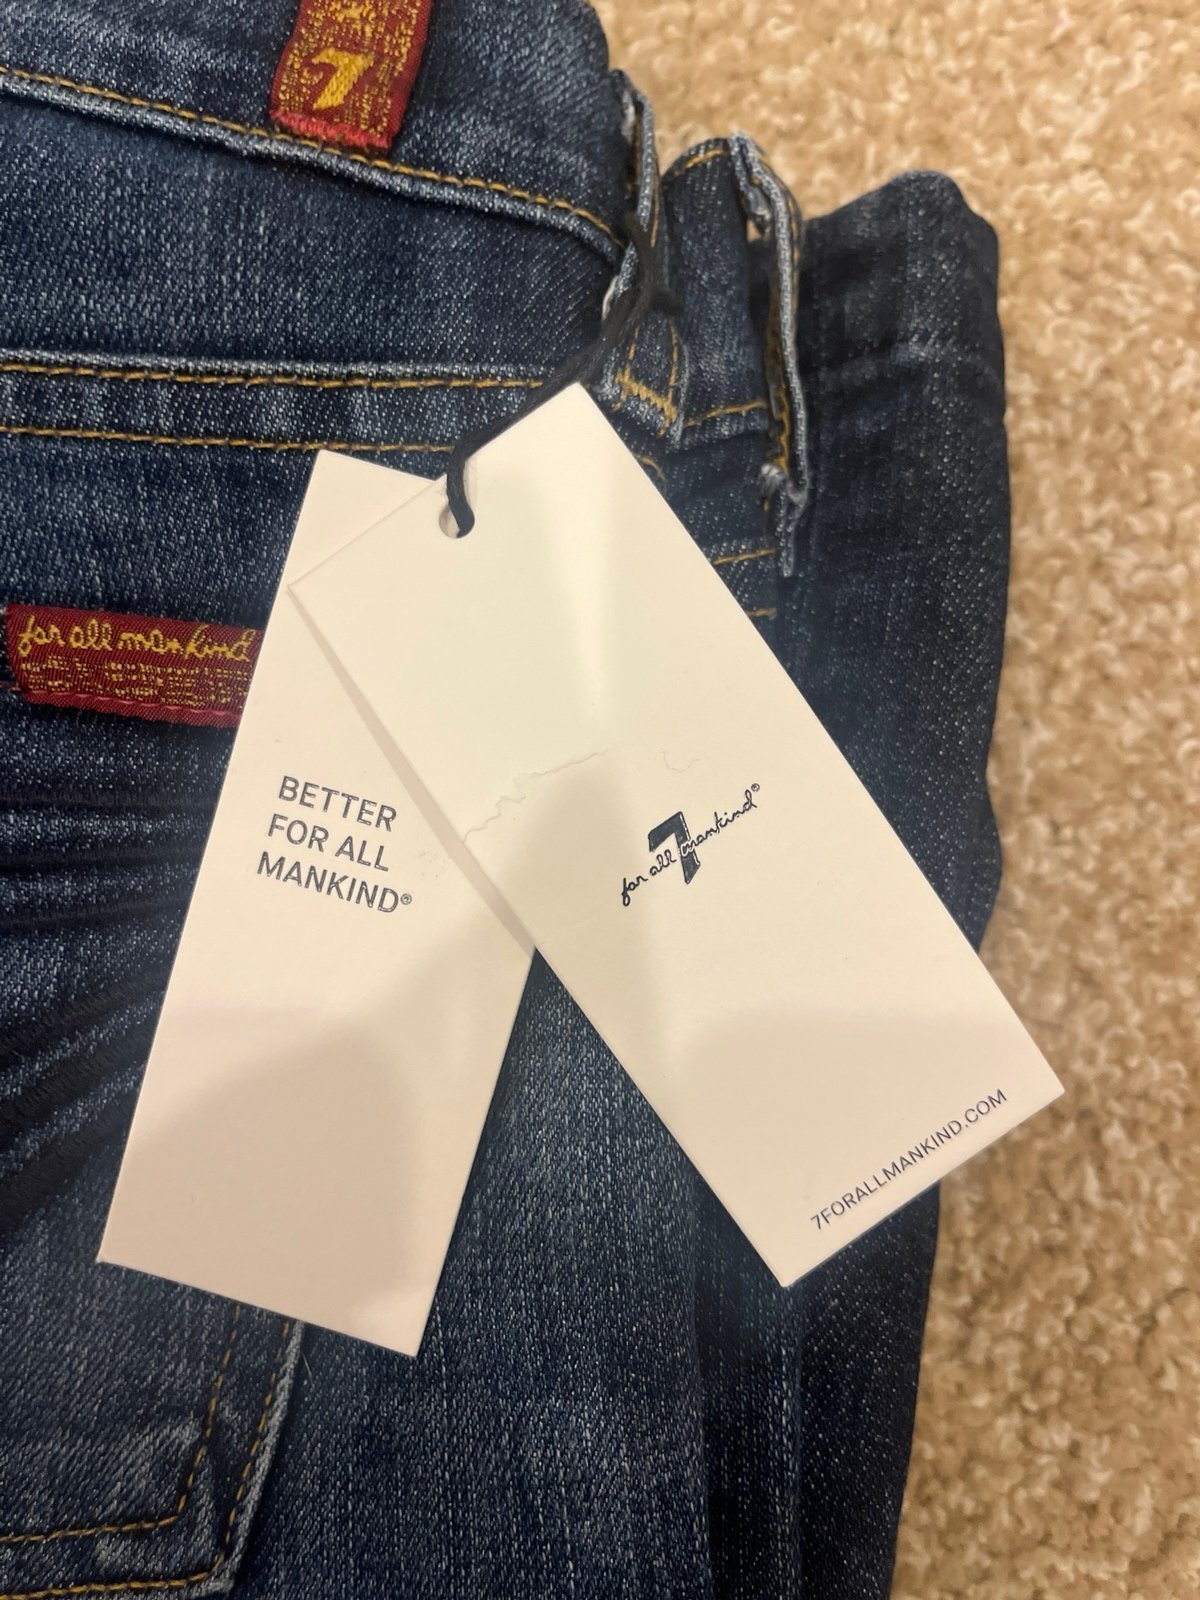 7
for all mankind
BETTER
FOR ALL
MANKIND®
7
for all mankind®
7FORALLMANKIND.COM